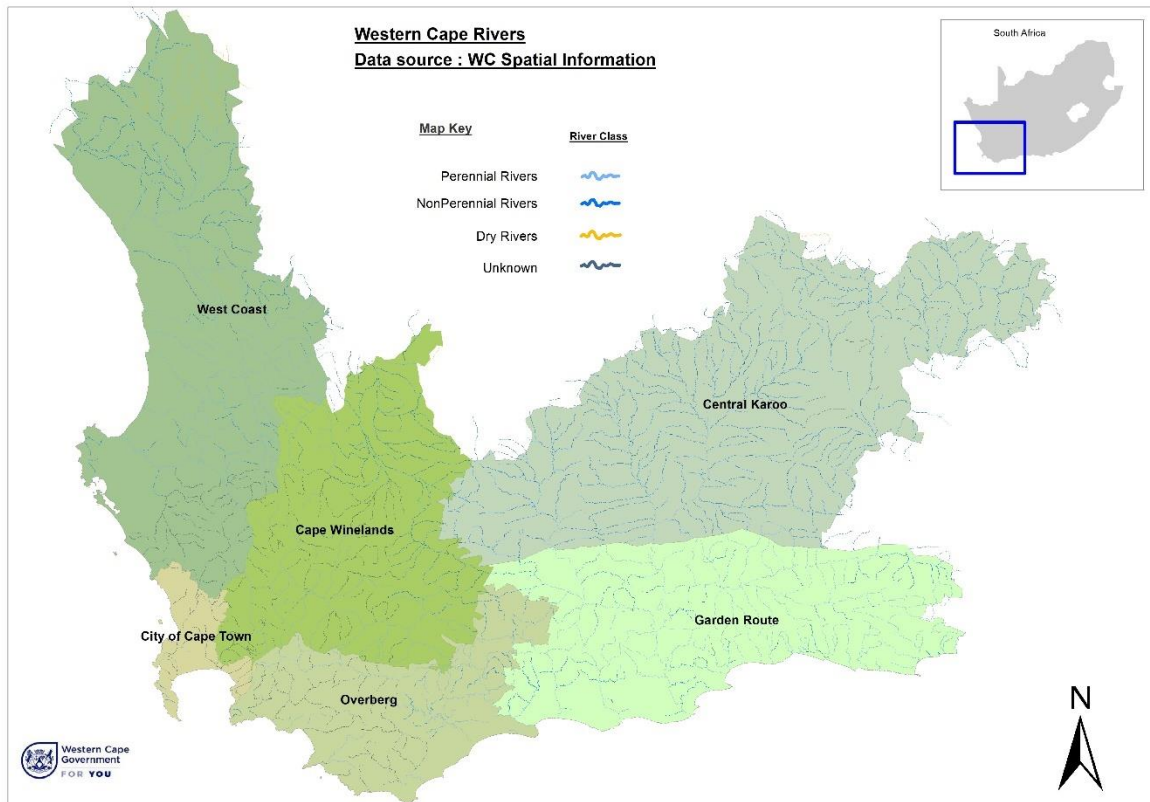 Western Cape Rivers
Data source : WC Spatial Information
South Africa
Map Key
River Class
Perennial Rivers
NonPerennial Rivers
Dry Rivers
Unknown
West Coast
Central Karoo
Cape Winelands
Garden Route
City of Cape Town
Overberg
N
Western Cape
Government
FOR YOU